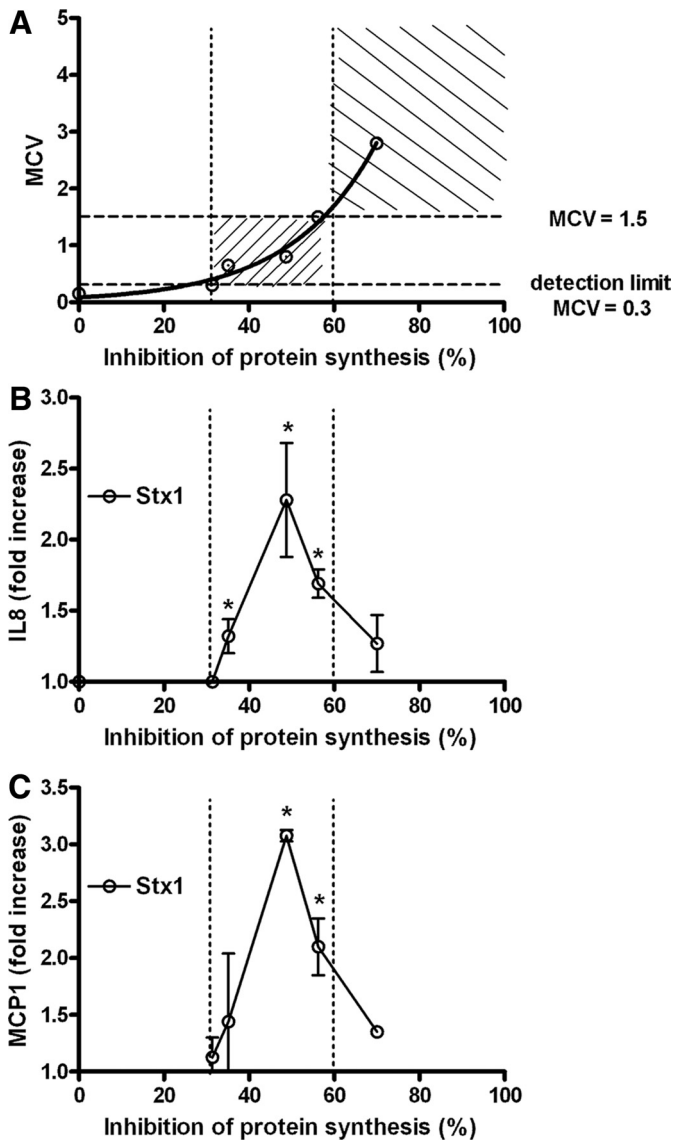 A
MCV
5
4
3
2
1
0
0 20 40 60 80 100
Inhibition of protein synthesis (%)
MCV = 1.5
detection limit
MCV = 0.3
B
IL8 (fold increase)
3.0
2.5
2.0
1.5
1.0
Stx1
*
*
*
0 20 40 60 80 100
Inhibition of protein synthesis (%)
C
MCP1 (fold increase)
3.5
3.0
2.5
2.0
1.5
1.0
Stx1
*
*
0 20 40 60 80 100
Inhibition of protein synthesis (%)